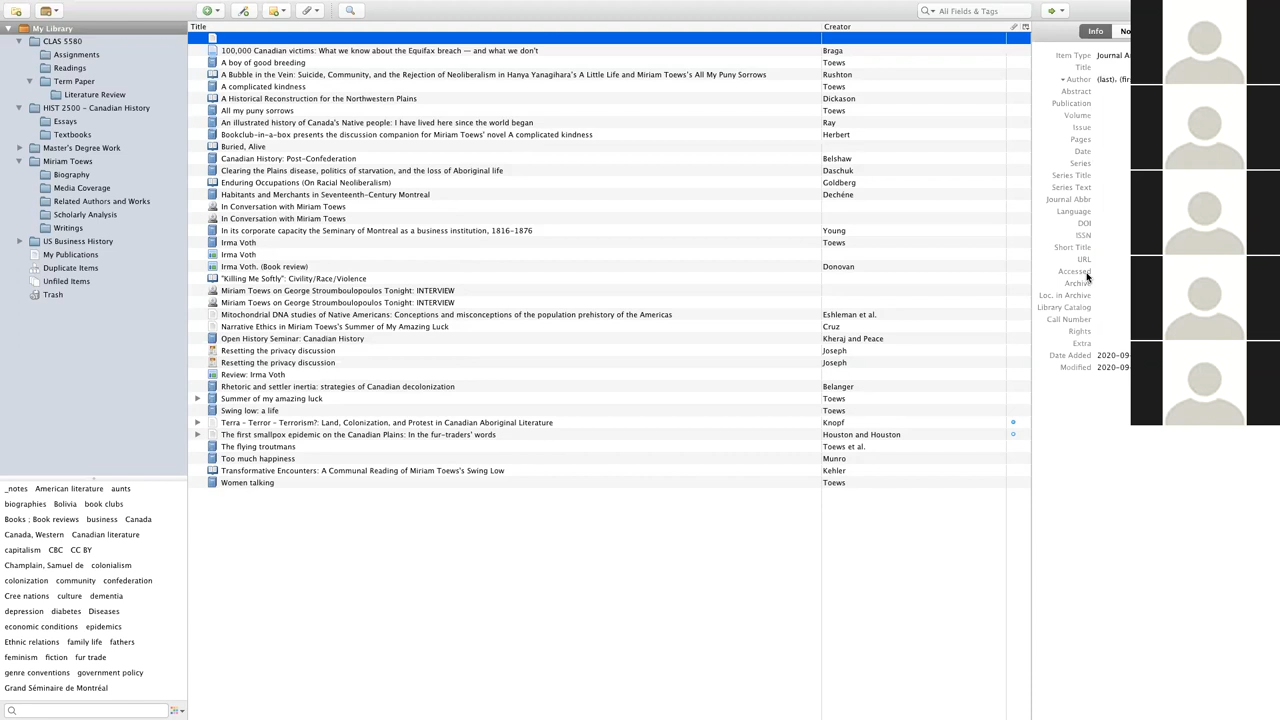 All Fields & Tags
My Library
CLAS 5580
Assignments
Readings
Term Paper
Literature Review
HIST 2500 - Canadian History
Essays
Textbooks
Master's Degree Work
Miriam Toews
Biography
Media Coverage
Related Authors and Works
Scholarly Analysis
Writings
US Business History
My Publications
Duplicate Items
Unfiled Items
Trash
_notes American literature aunts
biographies Bolivia book clubs
Books ; Book reviews business Canada
Canada, Western Canadian literature
capitalism CBC CC BY
Champlain, Samuel de colonialism
colonization community confederation
Cree nations culture dementia
depression diabetes Diseases
economic conditions epidemics
Ethnic relations family life fathers
feminism fiction fur trade
genre conventions government policy
Grand Séminaire de Montréal
Title Creator
100,000 Canadian victims: What we know about the Equifax breach — and what we don't Braga
A boy of good breeding Toews
A Bubble in the Vein: Suicide, Community, and the Rejection of Neoliberalism in Hanya Yanagihara's A Little Life and Miriam Toews's All My Puny Sorrows Rushton
A complicated kindness Toews
A Historical Reconstruction for the Northwestern Plains Dickason
All my puny sorrows Toews
An illustrated history of Canada's Native people: I have lived here since the world began Ray
Bookclub-in-a-box presents the discussion companion for Miriam Toews' novel A complicated kindness Herbert
Buried, Alive
Canadian History: Post-Confederation Belshaw
Clearing the Plains disease, politics of starvation, and the loss of Aboriginal life Daschuk
Enduring Occupations (On Racial Neoliberalism) Goldberg
Habitants and Merchants in Seventeenth-Century Montreal Dechêne
In Conversation with Miriam Toews
In Conversation with Miriam Toews
In its corporate capacity the Seminary of Montreal as a business institution, 1816-1876 Young
Irma Voth Toews
Irma Voth
Irma Voth. (Book review) Donovan
"Killing Me Softly": Civility/Race/Violence
Miriam Toews on George Stroumboulopoulos Tonight: INTERVIEW
Miriam Toews on George Stroumboulopoulos Tonight: INTERVIEW
Mitochondrial DNA studies of Native Americans: Conceptions and misconceptions of the population prehistory of the Americas Eshleman et al.
Narrative Ethics in Miriam Toews's Summer of My Amazing Luck Cruz
Open History Seminar: Canadian History Kheraj and Peace
Resetting the privacy discussion Joseph
Resetting the privacy discussion Joseph
Review: Irma Voth
Rhetoric and settler inertia: strategies of Canadian decolonization Belanger
Summer of my amazing luck Toews
Swing low: a life Toews
Terra - Terror - Terrorism?: Land, Colonization, and Protest in Canadian Aboriginal Literature Knopf
The first smallpox epidemic on the Canadian Plains: In the fur-traders' words Houston and Houston
The flying troutmans Toews et al.
Too much happiness Munro
Transformative Encounters: A Communal Reading of Miriam Toews's Swing Low Kehler
Women talking Toews
Info No
Item Type Journal A
Title
Author (last), (fir
Abstract
Publication
Volume
Issue
Pages
Date
Series
Series Title
Series Text
Journal Abbr
Language
DOI
ISSN
Short Title
URL
Accessed
Archive
Loc. in Archive
Library Catalog
Call Number
Rights
Extra
Date Added 2020-09
Modified 2020-09